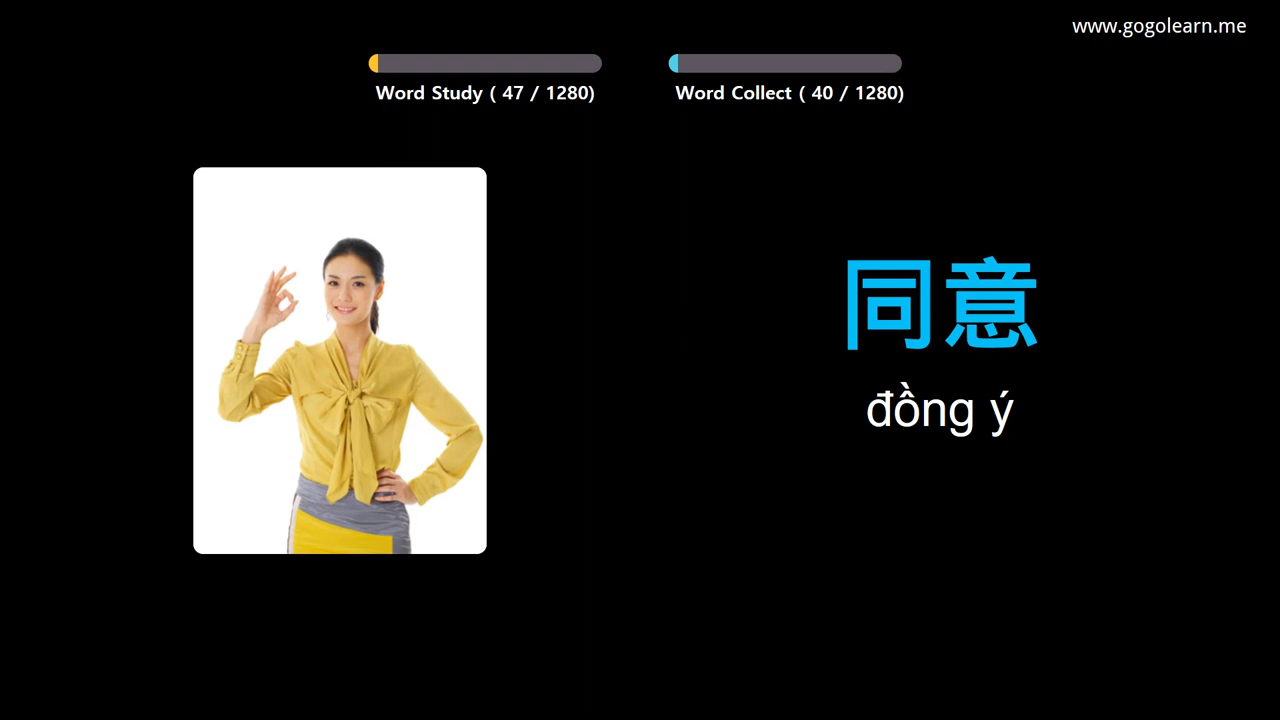 www.gogolearn.me
Word Study ( 47 / 1280)
Word Collect ( 40 / 1280)
同意
đồng ý